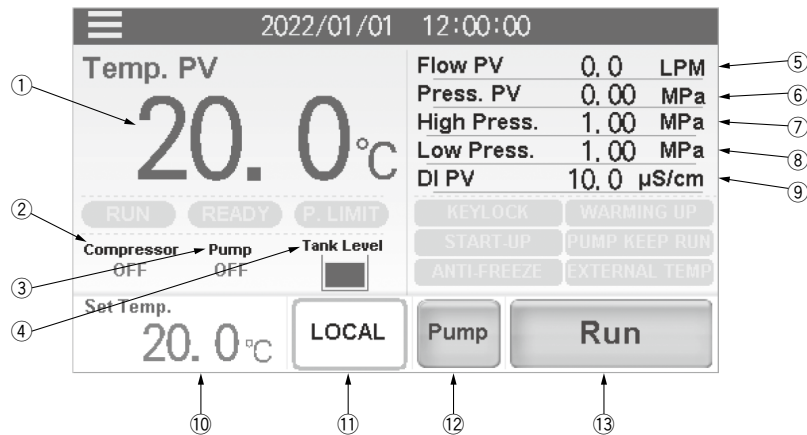 2022/01/01 12:00:00
Temp. PV
① 20.0℃
Flow PV 0.0 LPM ⑤
Press. PV 0.00 MPa ⑥
High Press. 1.00 MPa ⑦
Low Press. 1.00 MPa ⑧
DI PV 10.0 μS/cm ⑨
RUN READY P. LIMIT
KEYLOCK WARMING UP
START-UP PUMP KEEP RUN
ANTI-FREEZE EXTERNAL TEMP
② Compressor Pump Tank Level
③ OFF OFF
④
Set Temp.
20.0℃
LOCAL
Pump
Run
⑩ ⑪ ⑫ ⑬